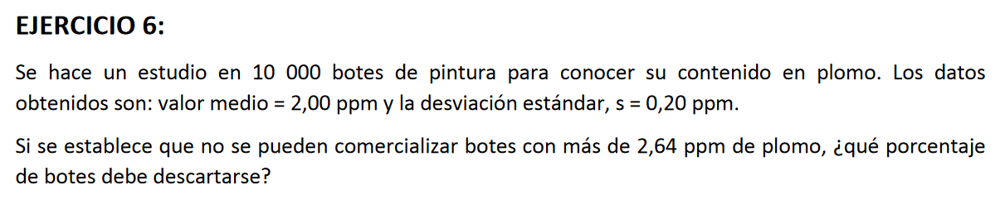 EJERCICIO 6:
Se hace un estudio en 10 000 botes de pintura para conocer su contenido en plomo. Los datos
obtenidos son: valor medio = 2,00 ppm y la desviación estándar, s = 0,20 ppm.
Si se establece que no se pueden comercializar botes con más de 2,64 ppm de plomo, ¿qué porcentaje
de botes debe descartarse?